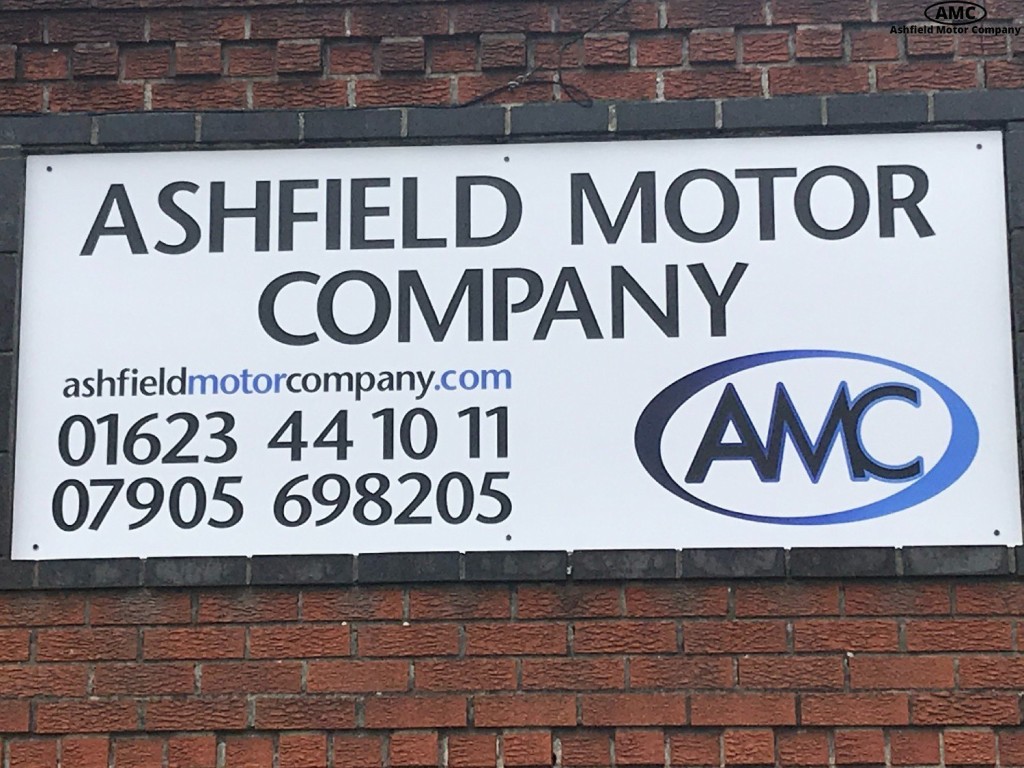 AMC
Ashfield Motor Company
ASHFIELD MOTOR
COMPANY
ashfieldmotorcompany.com
01623 44 10 11
07905 698205
AMC